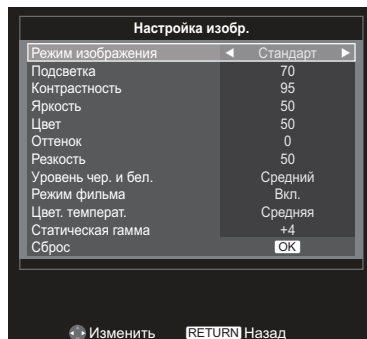 Настройка изобр.
Режим изображения ◀ Стандарт ▶
Подсветка 70
Контрастность 95
Яркость 50
Цвет 50
Оттенок 0
Резкость 50
Уровень чер. и бел. Средний
Режим фильма Вкл.
Цвет. температ. Средняя
Статическая гамма +4
Сброс OK
Изменить RETURN Назад